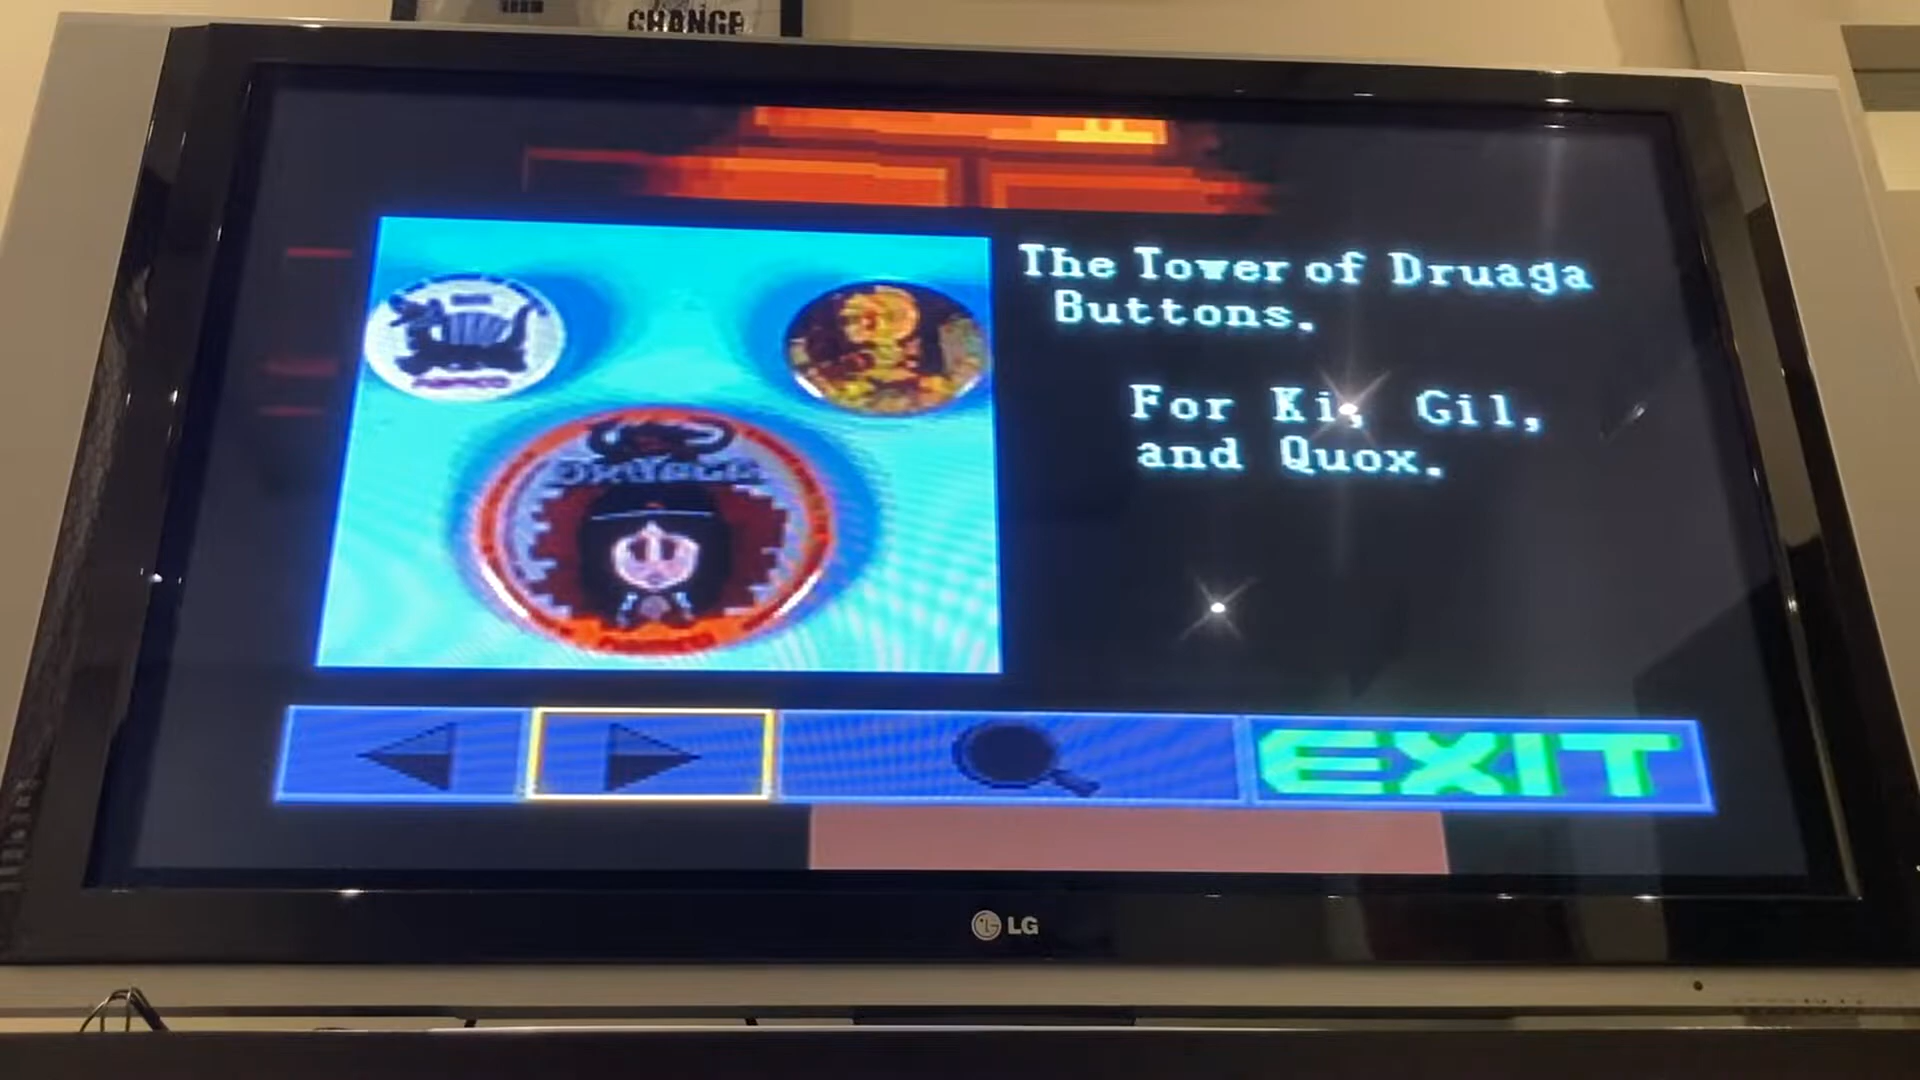 CHANGE
The Tower of Druaga
Buttons.
For Ki, Gil,
and Quox.
EXIT
LG